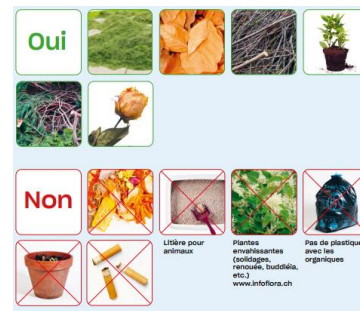 Oui
Non
Litière pour
animaux
Plantes
envahissantes
(solidages,
renouée, buddléia,
etc.)
www.infoflora.ch
Pas de plastique
avec les
organiques